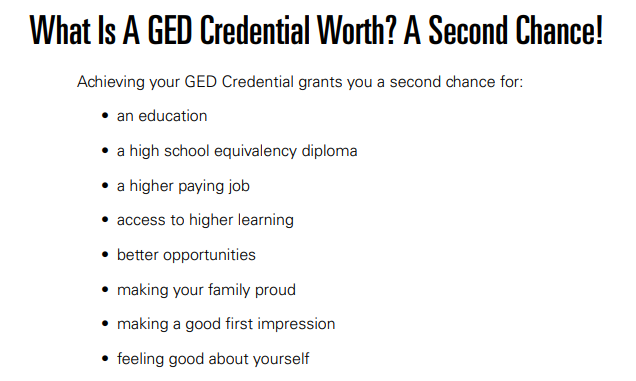 What Is A GED Credential Worth? A Second Chance!
Achieving your GED Credential grants you a second chance for:
• an education
• a high school equivalency diploma
• a higher paying job
• access to higher learning
• better opportunities
• making your family proud
• making a good first impression
• feeling good about yourself